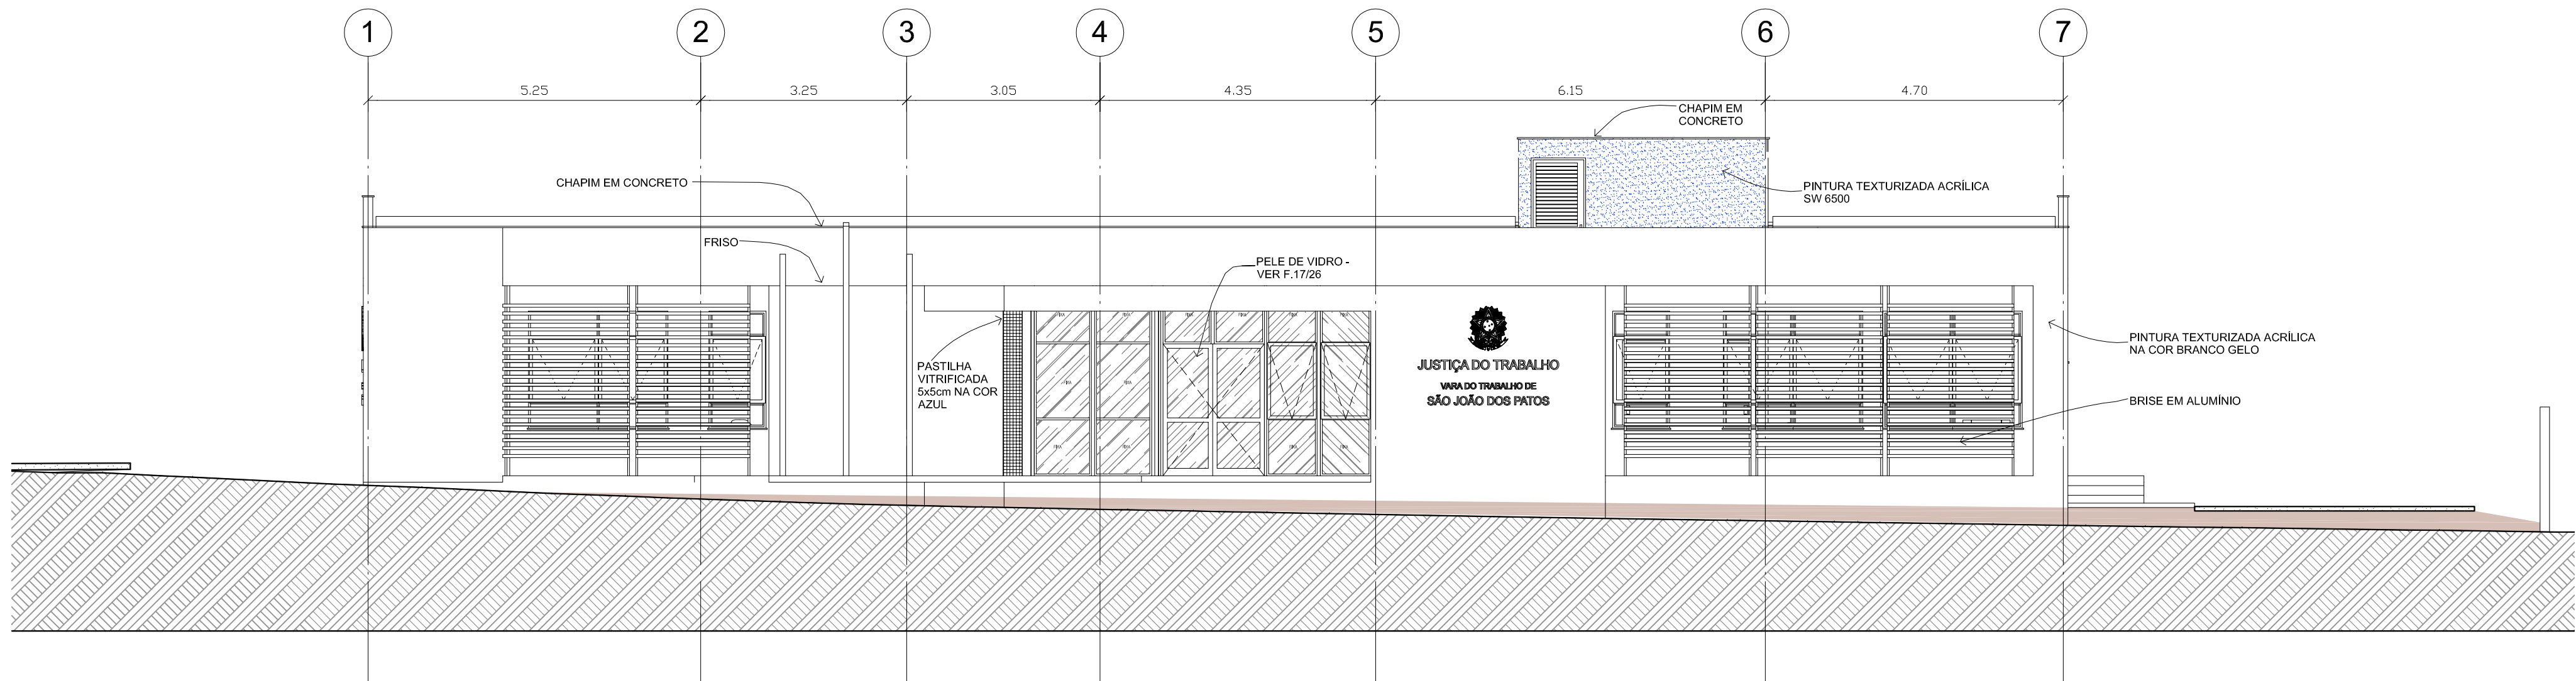 1 2 3 4 5 6 7
5.25 3.25 3.05 4.35 6.15 4.70
CHAPIM EM
CONCRETO
CHAPIM EM CONCRETO
PINTURA TEXTURIZADA ACRÍLICA
SW 6500
FRISO
PELE DE VIDRO -
VER F.17/26
PASTILHA
VITRIFICADA
5x5cm NA COR
AZUL
JUSTIÇA DO TRABALHO
VARA DO TRABALHO DE
SÃO JOÃO DOS PATOS
PINTURA TEXTURIZADA ACRÍLICA
NA COR BRANCO GELO
BRISE EM ALUMÍNIO